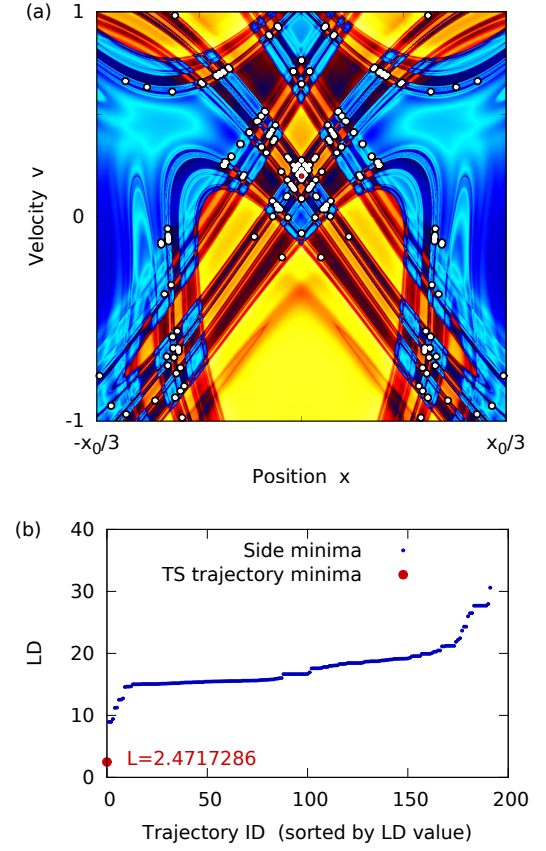 (a)
1
0
-1
Velocity v
-x₀/3
x₀/3
Position x
(b)
40
30
20
10
0
LD
Side minima
TS trajectory minima
L=2.4717286
0
50
100
150
200
Trajectory ID (sorted by LD value)